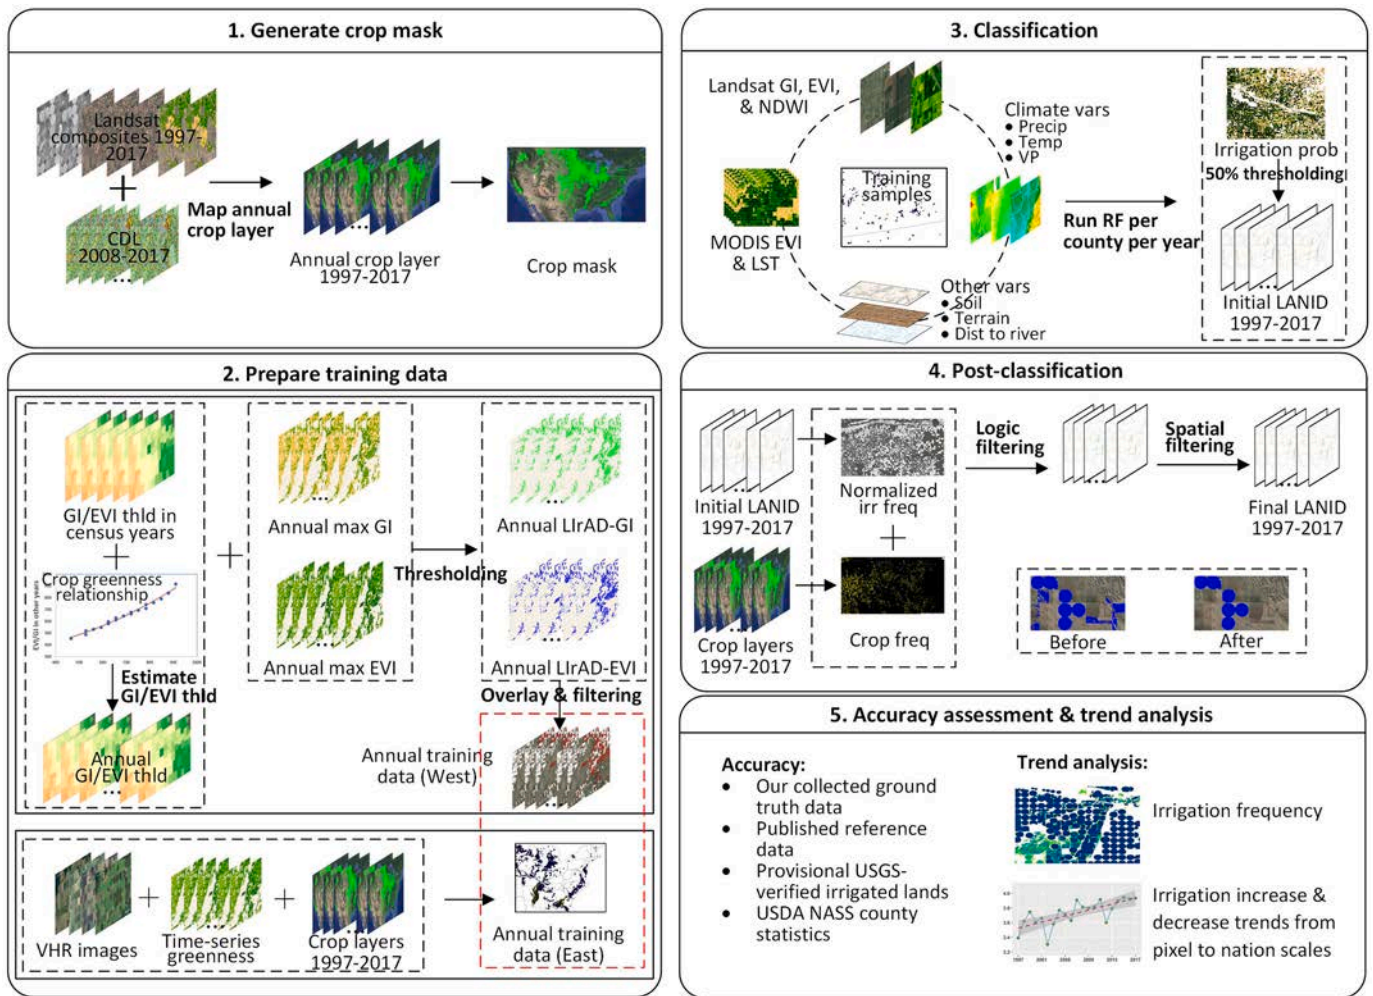 1. Generate crop mask
Landsat
composites 1997-
2017
CDL
2008-2017
Map annual
crop layer
Annual crop layer
1997-2017
Crop mask
2. Prepare training data
GI/EVI thld in
census years
Crop greenness
relationship
EVI/GI in other years
Estimate
GI/EVI thld
Annual
GI/EVI thld
Annual max GI
Annual max EVI
Thresholding
Annual LIrAD-GI
Annual LIrAD-EVI
Overlay & filtering
Annual training
data (West)
VHR images
Time-series
greenness
Crop layers
1997-2017
Annual training
data (East)
3. Classification
Landsat GI, EVI,
& NDWI
Climate vars
• Precip
• Temp
• VP
Training
samples
MODIS EVI
& LST
Other vars
• Soil
• Terrain
• Dist to river
Run RF per
county per year
Irrigation prob
50% thresholding
Initial LANID
1997-2017
4. Post-classification
Initial LANID
1997-2017
Crop layers
1997-2017
Normalized
irr freq
Crop freq
Logic
filtering
Spatial
filtering
Final LANID
1997-2017
Before
After
5. Accuracy assessment & trend analysis
Accuracy:
• Our collected ground
truth data
• Published reference
data
• Provisional USGS-
verified irrigated lands
• USDA NASS county
statistics
Trend analysis:
Irrigation frequency
Irrigation increase &
decrease trends from
pixel to nation scales